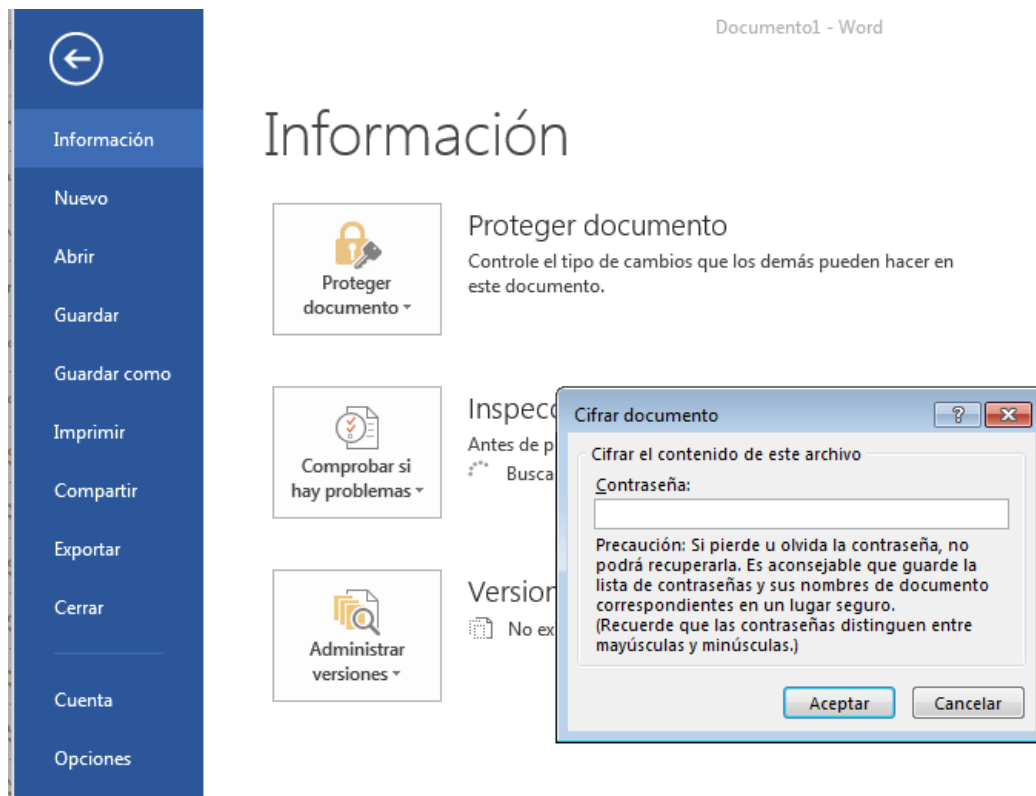 Documento1 - Word
Información
Nuevo
Abrir
Guardar
Guardar como
Imprimir
Compartir
Exportar
Cerrar
Cuenta
Opciones
Información
Proteger
documento
Proteger documento
Controle el tipo de cambios que los demás pueden hacer en
este documento.
Comprobar si
hay problemas
Inspecc
Antes de p
Busca
Administrar
versiones
Version
No ex
Cifrar documento
Cifrar el contenido de este archivo
Contraseña:
Precaución: Si pierde u olvida la contraseña, no
podrá recuperarla. Es aconsejable que guarde la
lista de contraseñas y sus nombres de documento
correspondientes en un lugar seguro.
(Recuerde que las contraseñas distinguen entre
mayúsculas y minúsculas.)
Aceptar
Cancelar